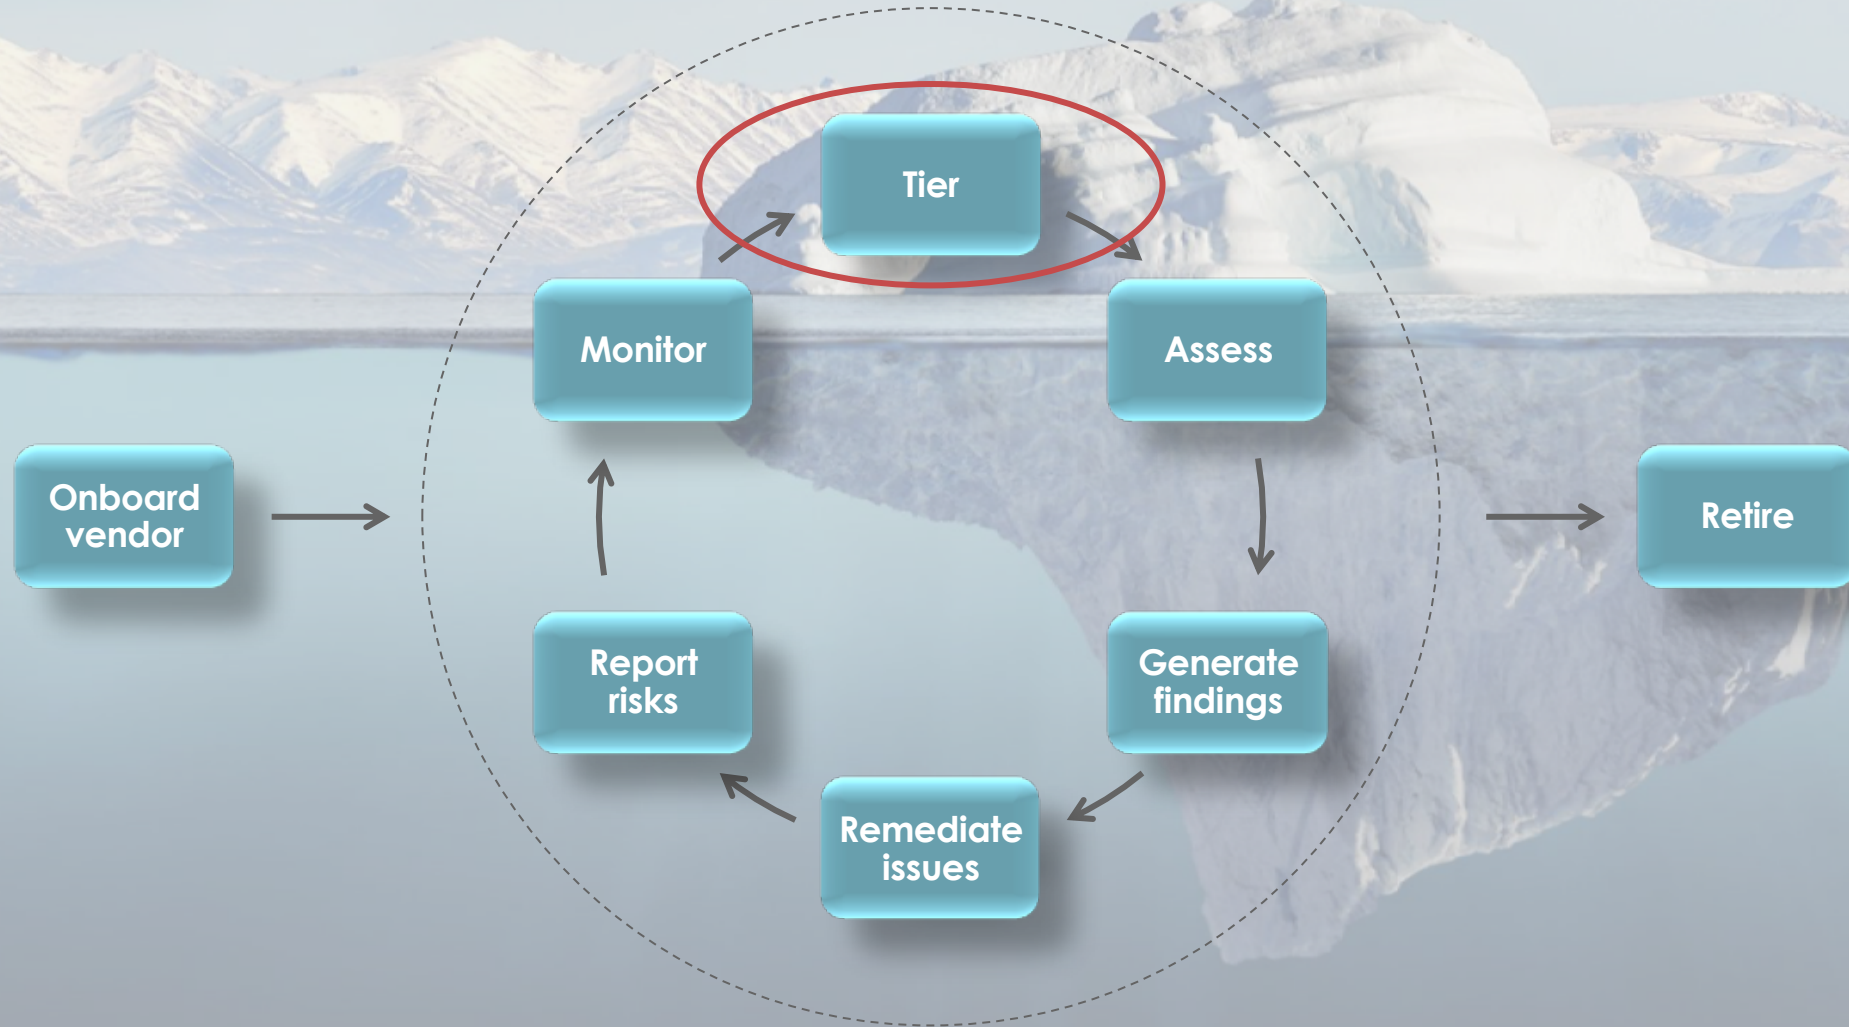 Tier
Monitor
Assess
Onboard
vendor
Retire
Report
risks
Generate
findings
Remediate
issues